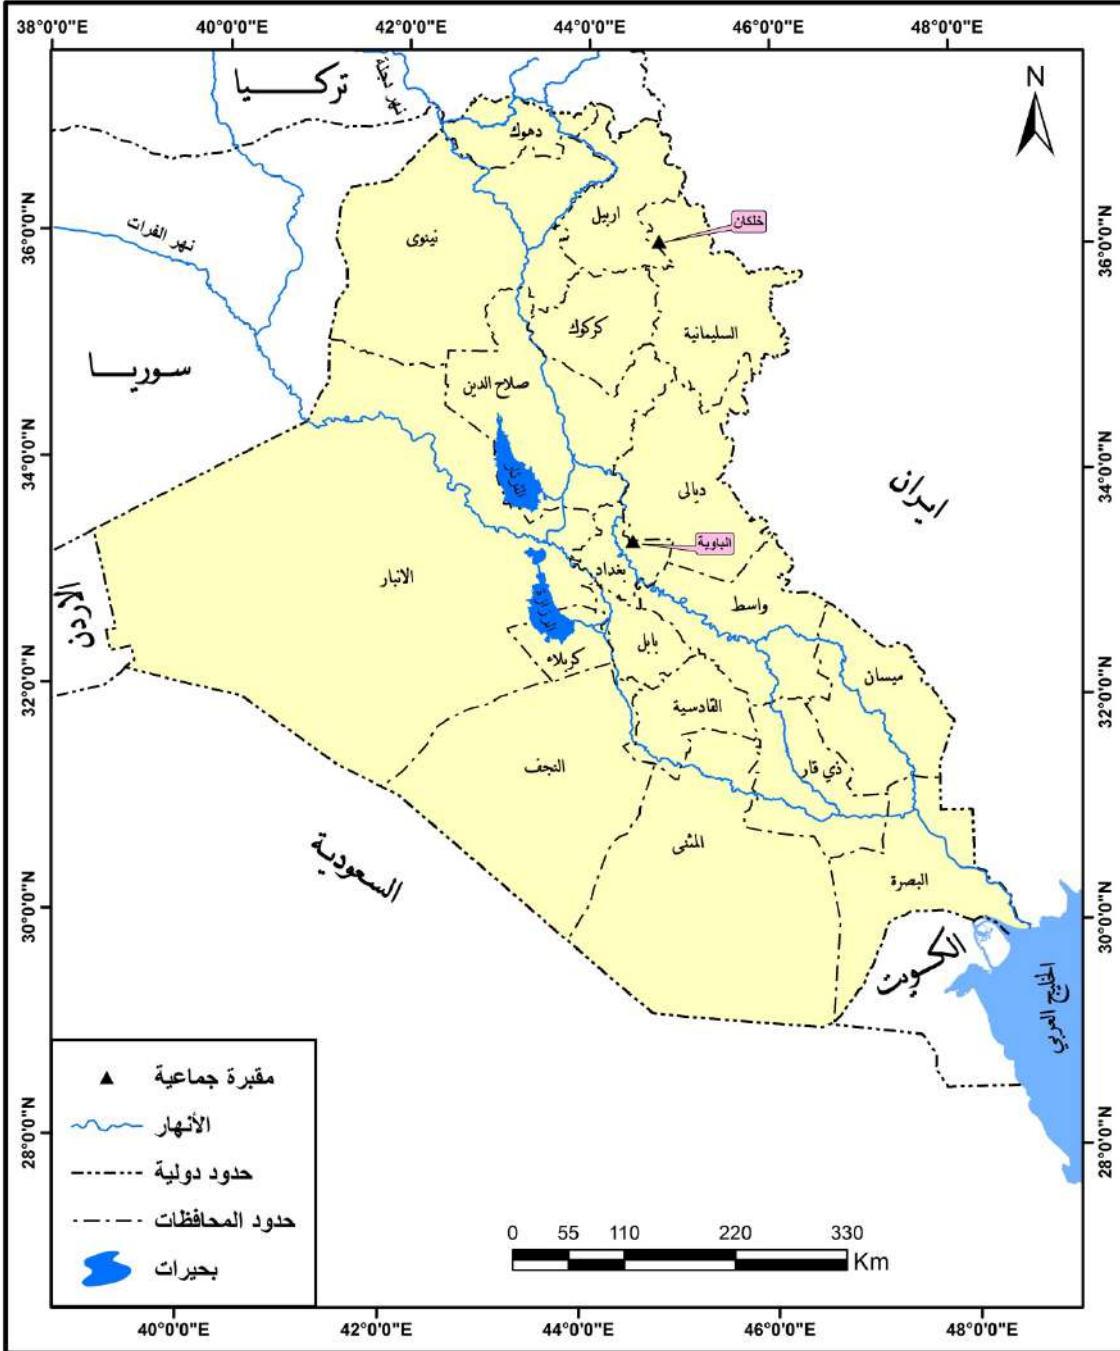 38°0'0"E 40°0'0"E 42°0'0"E 44°0'0"E 46°0'0"E 48°0'0"E
N
تركيا
نهر دجلة
دهوك
خلكان
اربيل
36°0'0"N
36°0'0"N
نهر الفرات
نينوى
كركوك
السليمانية
سوريا
صلاح الدين
34°0'0"N
34°0'0"N
الثرثار
ديالى
ايران
الباوية
بغداد
الانبار
الاردن
الرزازة
واسط
بابل
كربلاء
ميسان
32°0'0"N
32°0'0"N
القادسية
النجف
ذي قار
المثنى
السعودية
البصرة
30°0'0"N
30°0'0"N
الكويت
الخليج العربي
مقبرة جماعية
الأنهار
حدود دولية
حدود المحافظات
بحيرات
28°0'0"N
28°0'0"N
0 55 110 220 330
Km
40°0'0"E 42°0'0"E 44°0'0"E 46°0'0"E 48°0'0"E